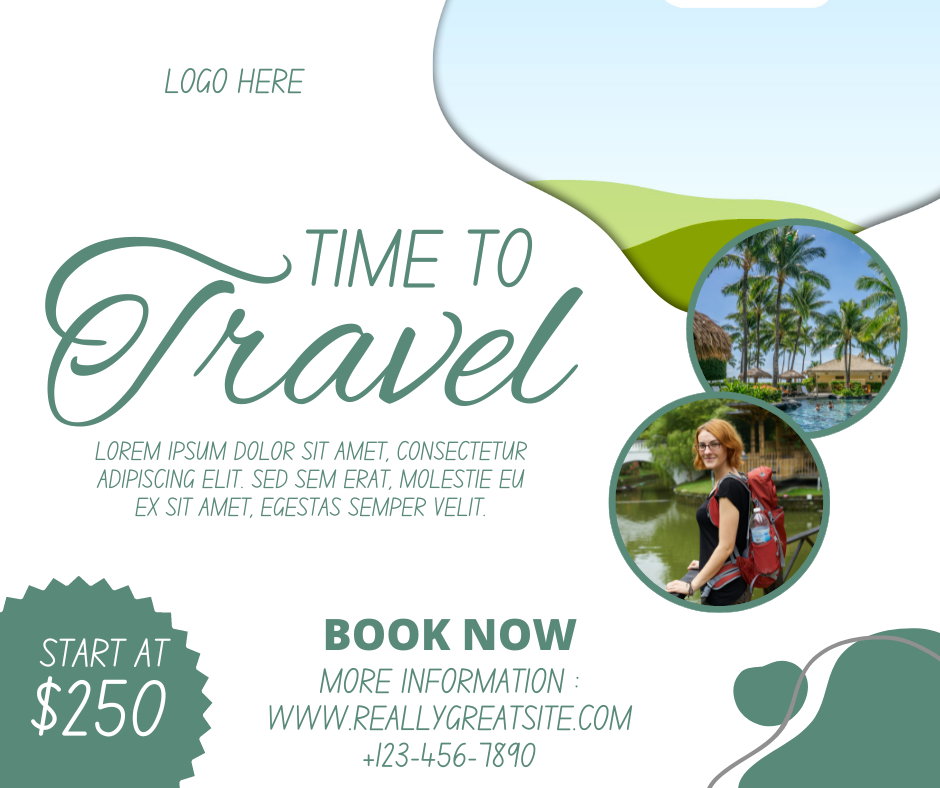 LOGO HERE
TIME TO
Travel
LOREM IPSUM DOLOR SIT AMET, CONSECTETUR
ADIPISCING ELIT. SED SEM ERAT, MOLESTIE EU
EX SIT AMET, EGESTAS SEMPER VELIT.
START AT
$250
BOOK NOW
MORE INFORMATION :
WWW.REALLYGREATSITE.COM
+123-456-7890